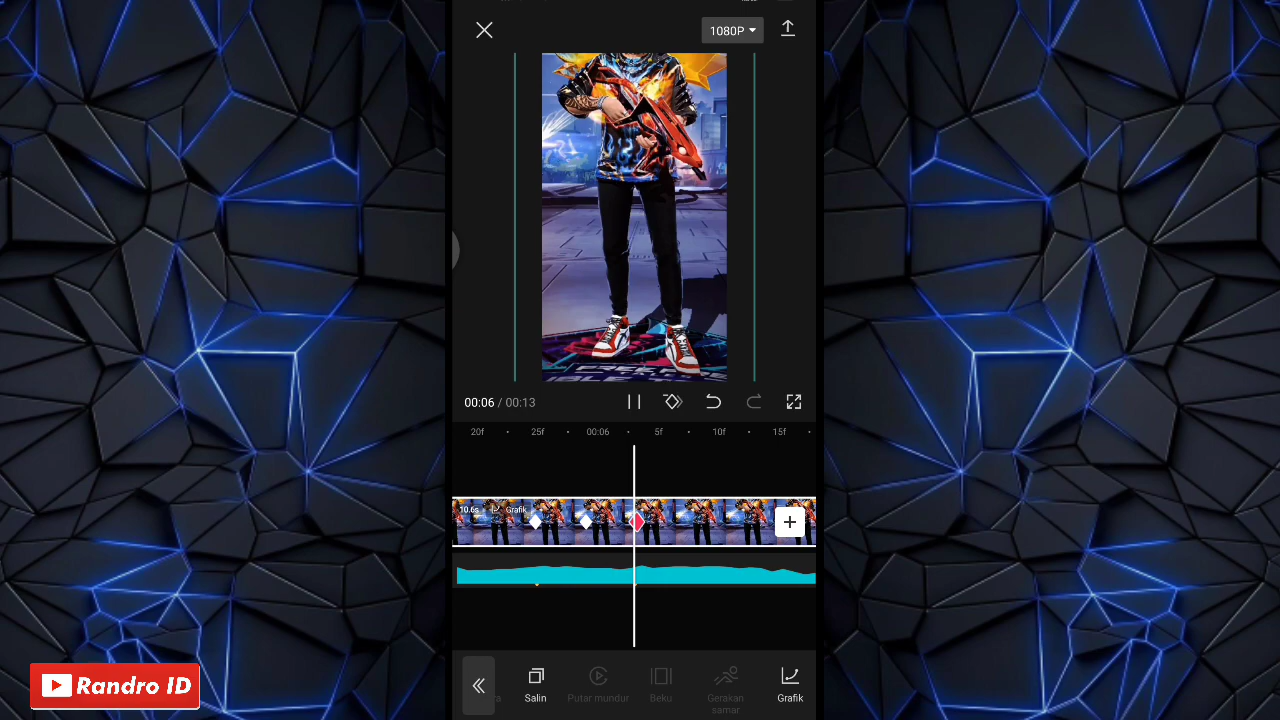 1080P
00:06 / 00:13
20f
25f
00:06
5f
10f
15f
10.6s
Grafik
Salin
Putar mundur
Beku
Gerakan
samar
Grafik
Randro ID